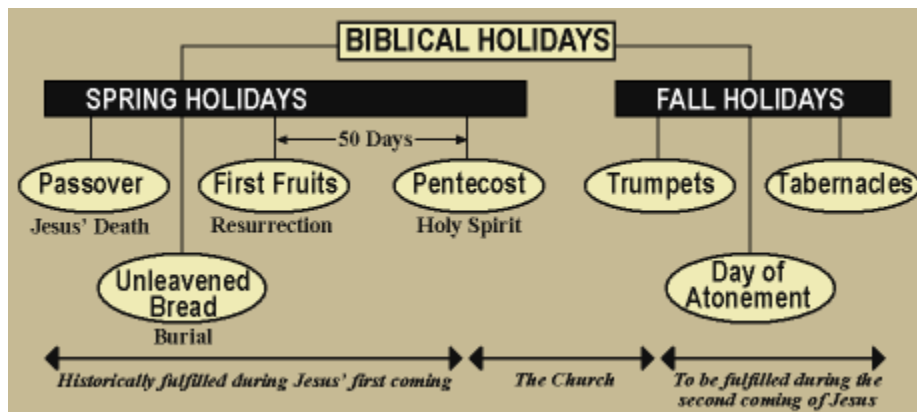 BIBLICAL HOLIDAYS
SPRING HOLIDAYS
FALL HOLIDAYS
50 Days
Passover
First Fruits
Pentecost
Trumpets
Tabernacles
Jesus' Death
Resurrection
Holy Spirit
Unleavened
Bread
Burial
Day of
Atonement
Historically fulfilled during Jesus' first coming
The Church
To be fulfilled during the
second coming of Jesus